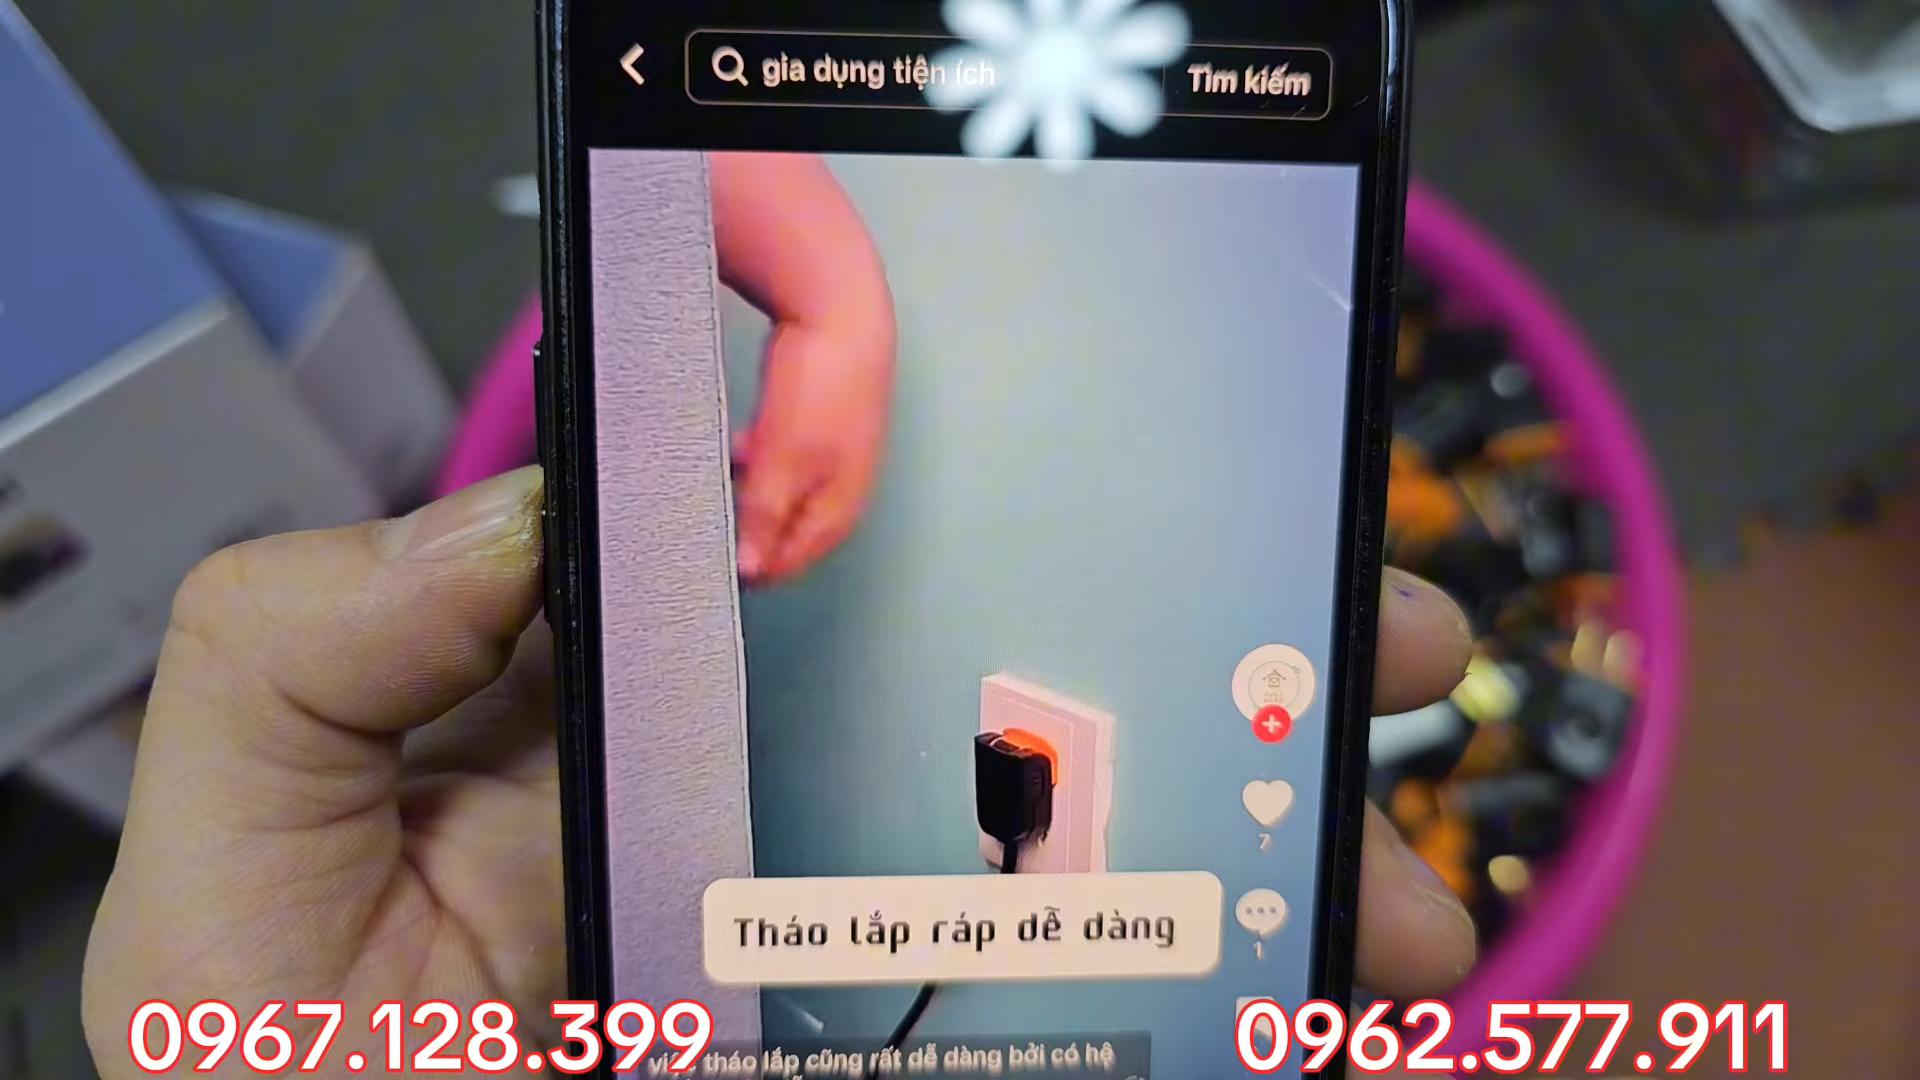 gia dụng tiện ích
Tìm kiếm
7
Tháo lắp ráp dễ dàng
1
việc tháo lắp cũng rất dễ dàng bởi có hệ
0967.128.399
0962.577.911